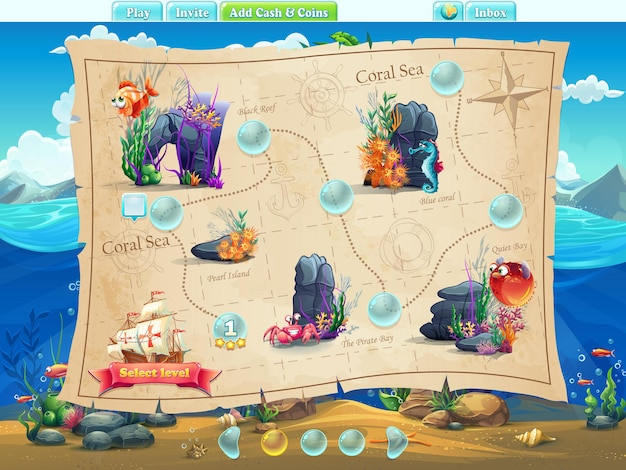 Play
Invite
Add Cash & Coins
Inbox
Coral Sea
Black Reef
Blue coral
Coral Sea
Quiet Bay
Pearl Island
1
The Pirate Bay
Select level